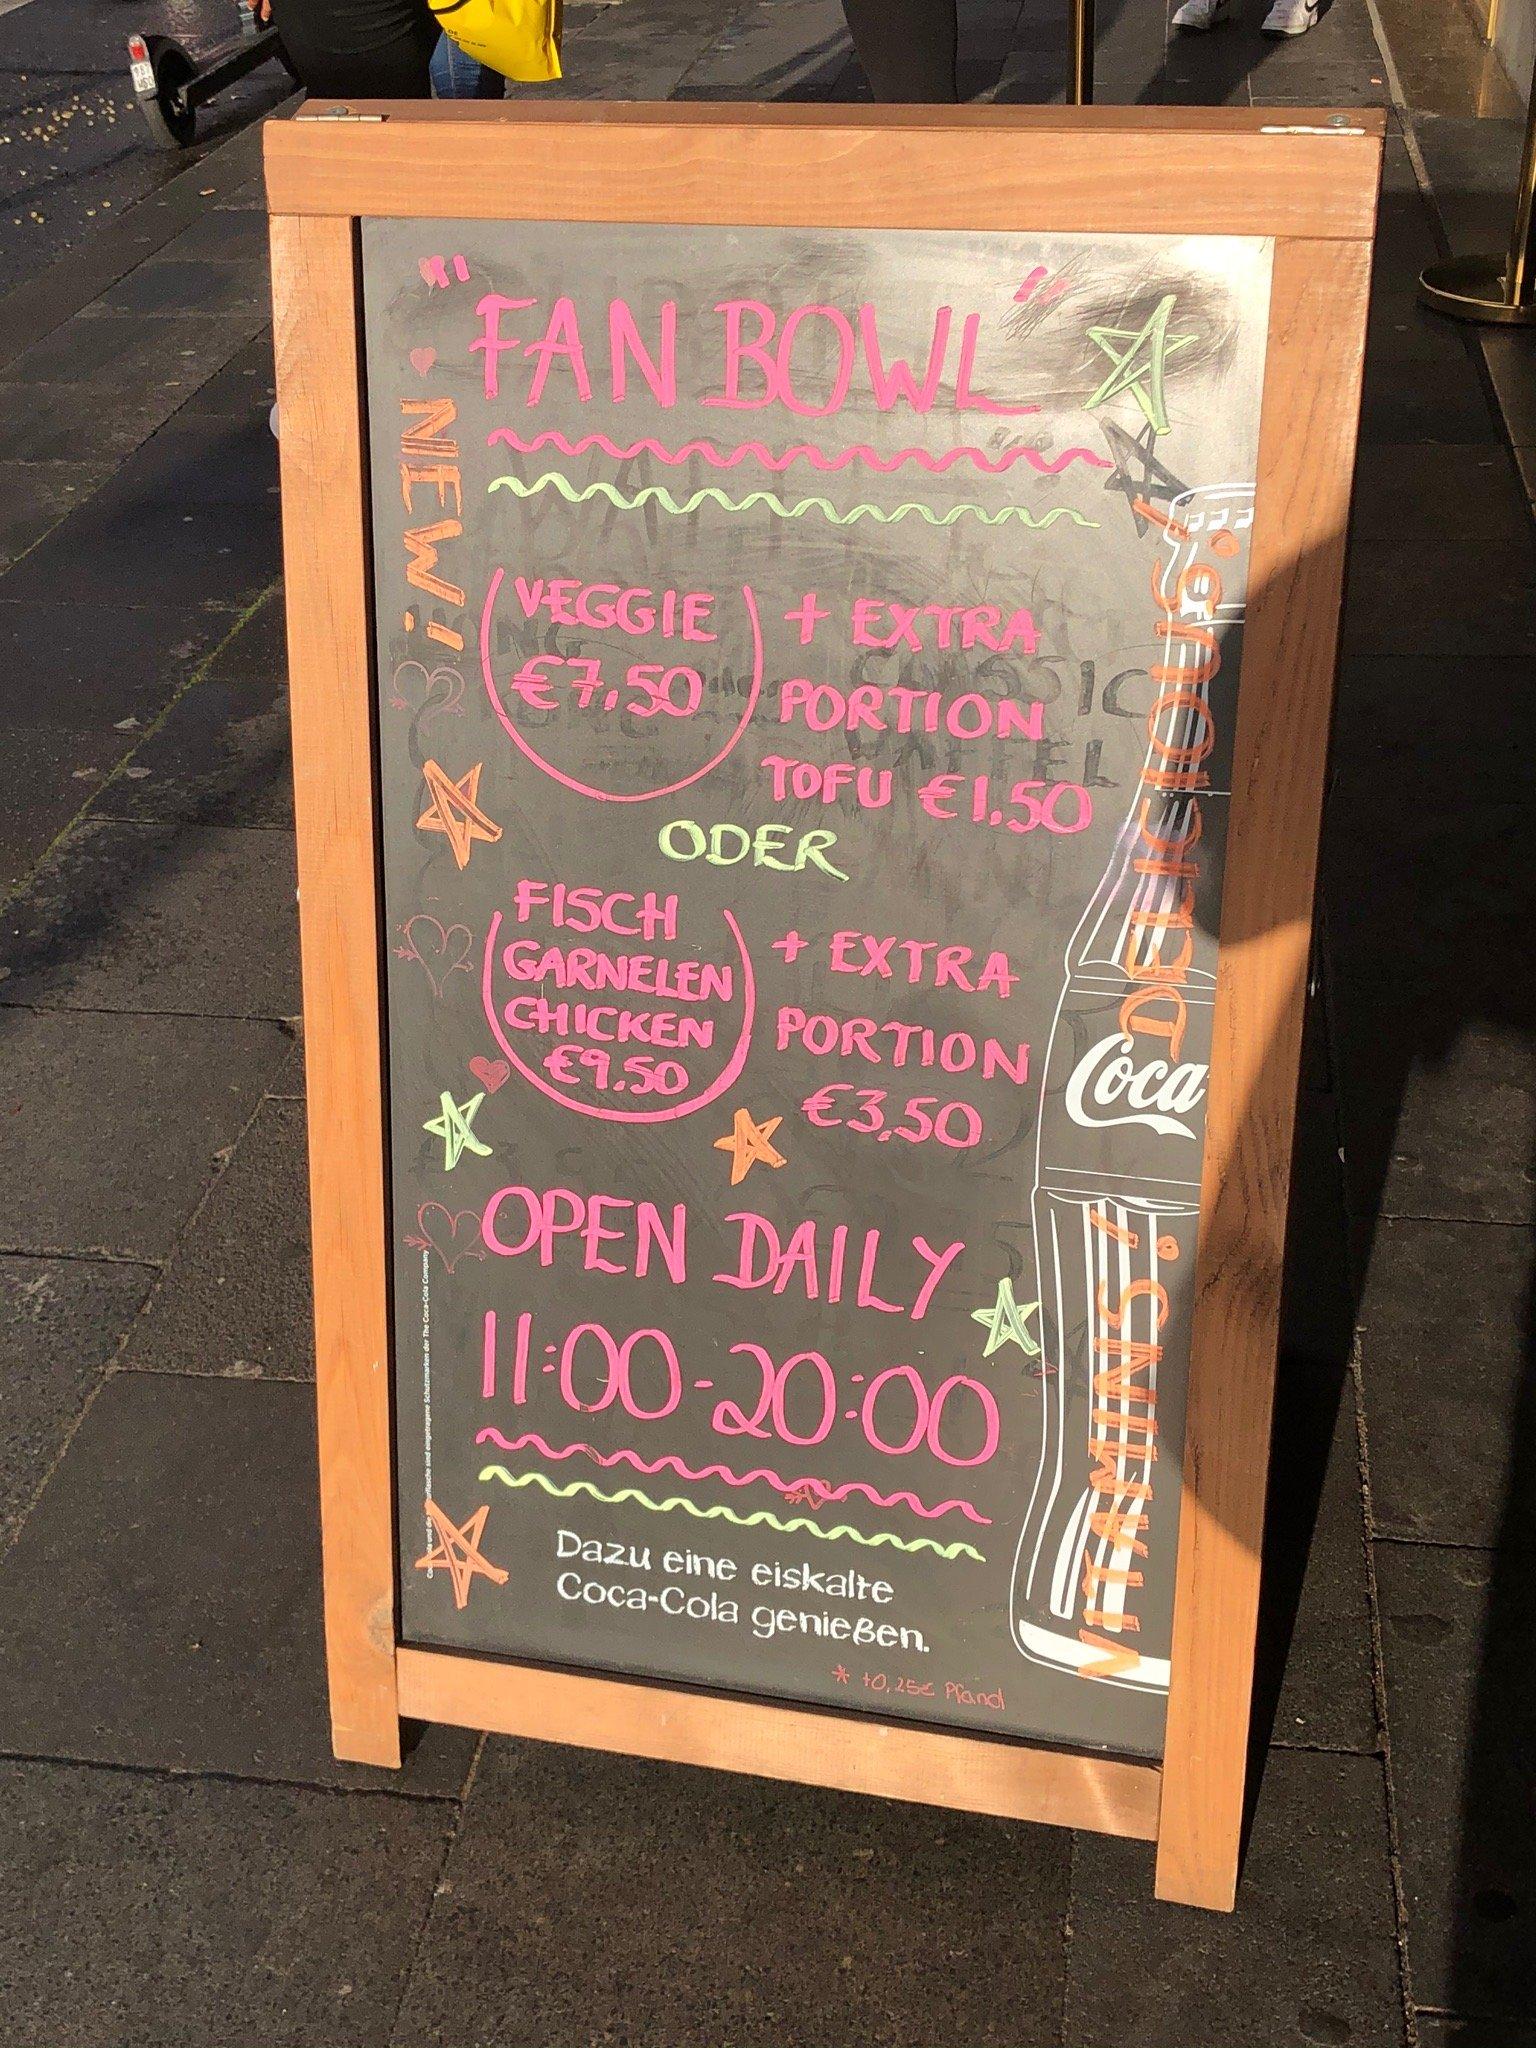 "FAN BOWL"
NEW!
VEGGIE
€7,50
+ EXTRA
PORTION
TOFU €1.50
ODER
FISCH
GARNELEN
CHICKEN
€9.50
+ EXTRA
PORTION
€3,50
OPEN DAILY
11:00-20:00
Dazu eine eiskalte
Coca-Cola genießen.
* +0,25€ Pfand
VITAMINS,
DELICIOUS
Coca